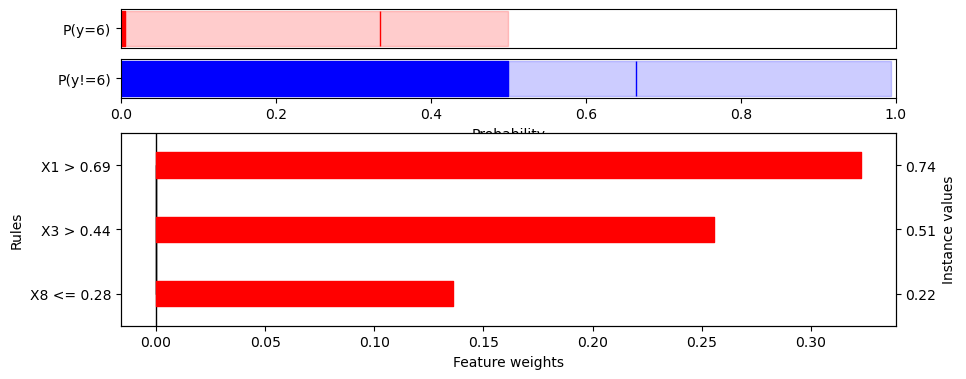 P(y=6)
P(y!=6)
0.0 0.2 0.4 0.6 0.8 1.0
Probability
X1 > 0.69 0.74
X3 > 0.44 0.51
X8 <= 0.28 0.22
Rules
Instance values
0.00 0.05 0.10 0.15 0.20 0.25 0.30
Feature weights